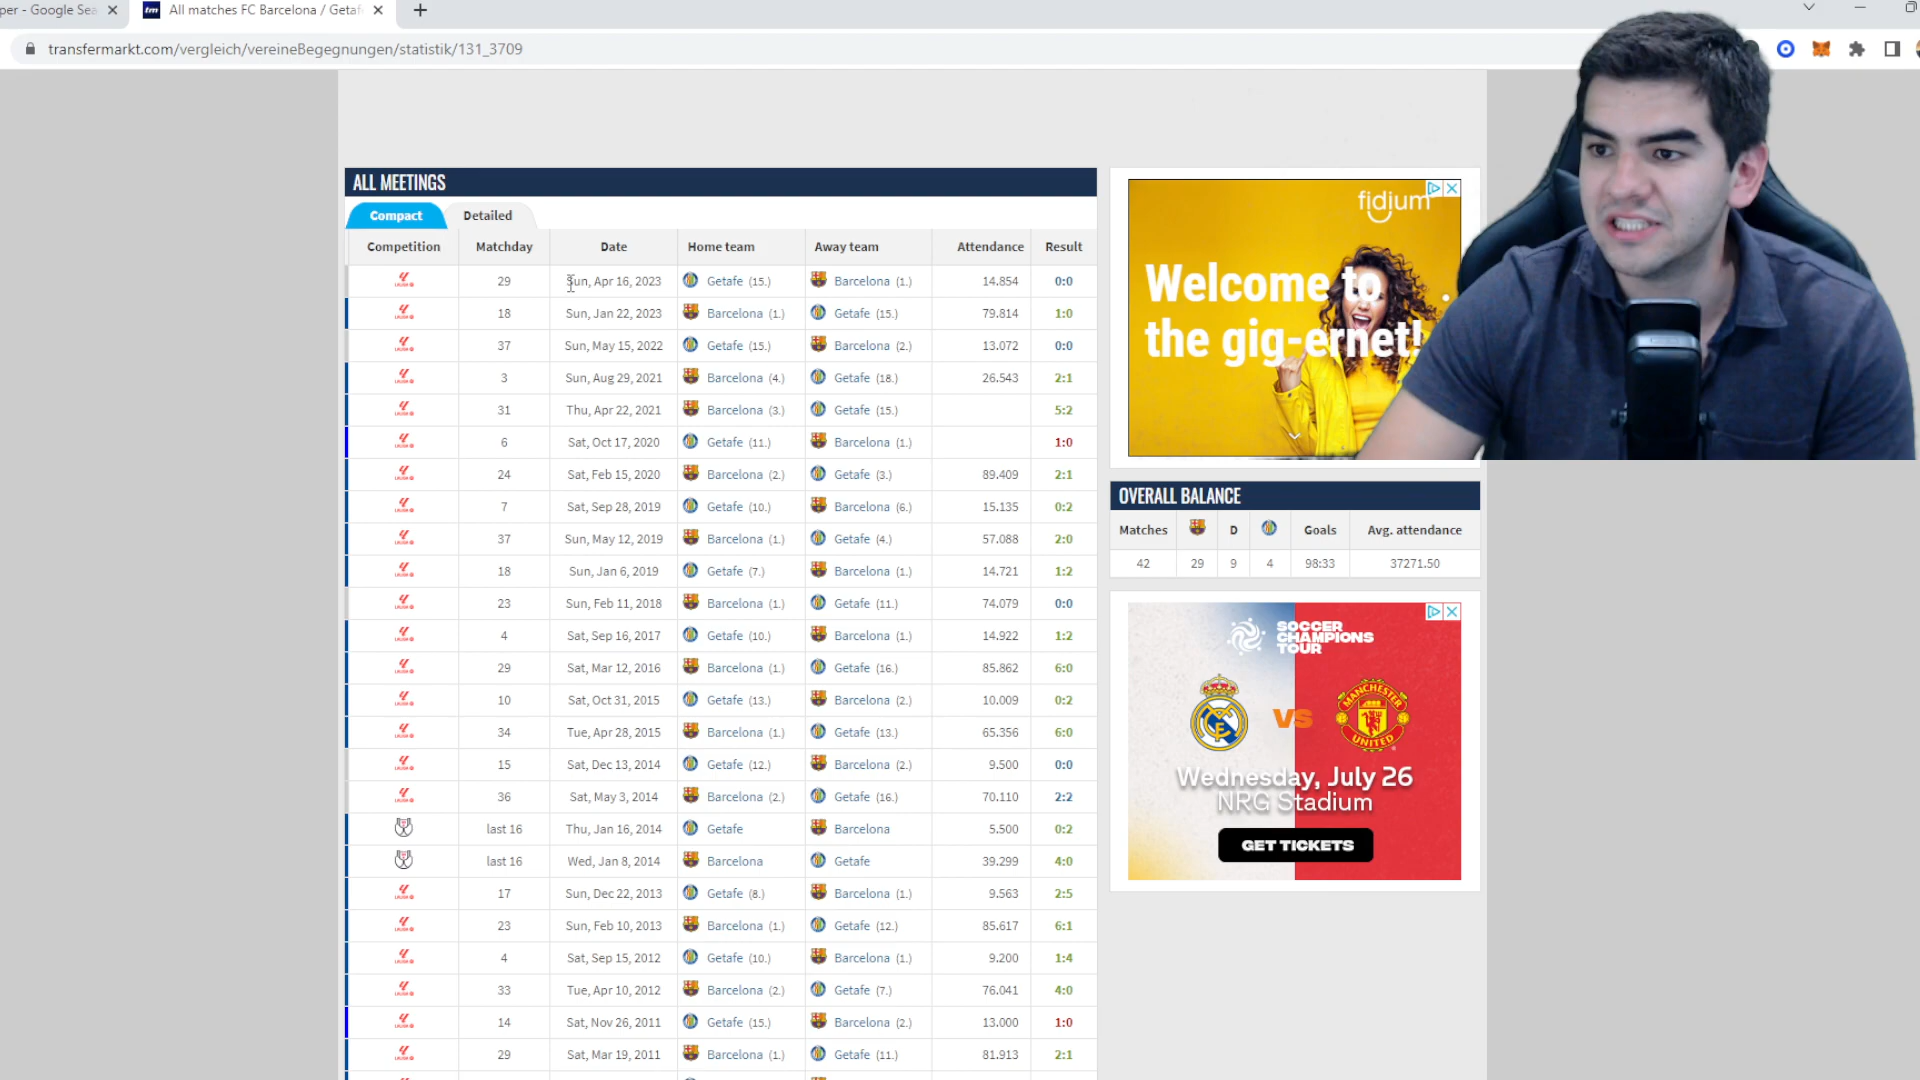 per - Google Sea
All matches FC Barcelona / Getaf
transfermarkt.com/vergleich/vereineBegegnungen/statistik/131_3709
ALL MEETINGS
Compact Detailed
Competition Matchday Date Home team Away team Attendance Result
29 Sun, Apr 16, 2023 Getafe (15.) Barcelona (1.) 14.854 0:0
18 Sun, Jan 22, 2023 Barcelona (1.) Getafe (15.) 79.814 1:0
37 Sun, May 15, 2022 Getafe (15.) Barcelona (2.) 13.072 0:0
3 Sun, Aug 29, 2021 Barcelona (4.) Getafe (18.) 26.543 2:1
31 Thu, Apr 22, 2021 Barcelona (3.) Getafe (15.) 5:2
6 Sat, Oct 17, 2020 Getafe (11.) Barcelona (1.) 1:0
24 Sat, Feb 15, 2020 Barcelona (2.) Getafe (3.) 89.409 2:1
7 Sat, Sep 28, 2019 Getafe (10.) Barcelona (6.) 15.135 0:2
37 Sun, May 12, 2019 Barcelona (1.) Getafe (4.) 57.088 2:0
18 Sun, Jan 6, 2019 Getafe (7.) Barcelona (1.) 14.721 1:2
23 Sun, Feb 11, 2018 Barcelona (1.) Getafe (11.) 74.079 0:0
4 Sat, Sep 16, 2017 Getafe (10.) Barcelona (1.) 14.922 1:2
29 Sat, Mar 12, 2016 Barcelona (1.) Getafe (16.) 85.862 6:0
10 Sat, Oct 31, 2015 Getafe (13.) Barcelona (2.) 10.009 0:2
34 Tue, Apr 28, 2015 Barcelona (1.) Getafe (13.) 65.356 6:0
15 Sat, Dec 13, 2014 Getafe (12.) Barcelona (2.) 9.500 0:0
36 Sat, May 3, 2014 Barcelona (2.) Getafe (16.) 70.110 2:2
last 16 Thu, Jan 16, 2014 Getafe Barcelona 5.500 0:2
last 16 Wed, Jan 8, 2014 Barcelona Getafe 39.299 4:0
17 Sun, Dec 22, 2013 Getafe (8.) Barcelona (1.) 9.563 2:5
23 Sun, Feb 10, 2013 Barcelona (1.) Getafe (12.) 85.617 6:1
4 Sat, Sep 15, 2012 Getafe (10.) Barcelona (1.) 9.200 1:4
33 Tue, Apr 10, 2012 Barcelona (2.) Getafe (7.) 76.041 4:0
14 Sat, Nov 26, 2011 Getafe (15.) Barcelona (2.) 13.000 1:0
29 Sat, Mar 19, 2011 Barcelona (1.) Getafe (11.) 81.913 2:1
fidium
Welcome to
the gig-ernet!
OVERALL BALANCE
Matches D Goals Avg. attendance
42 29 9 4 98:33 37271.50
SOCCER
CHAMPIONS
TOUR
VS
MANCHESTER
UNITED
Wednesday, July 26
NRG Stadium
GET TICKETS